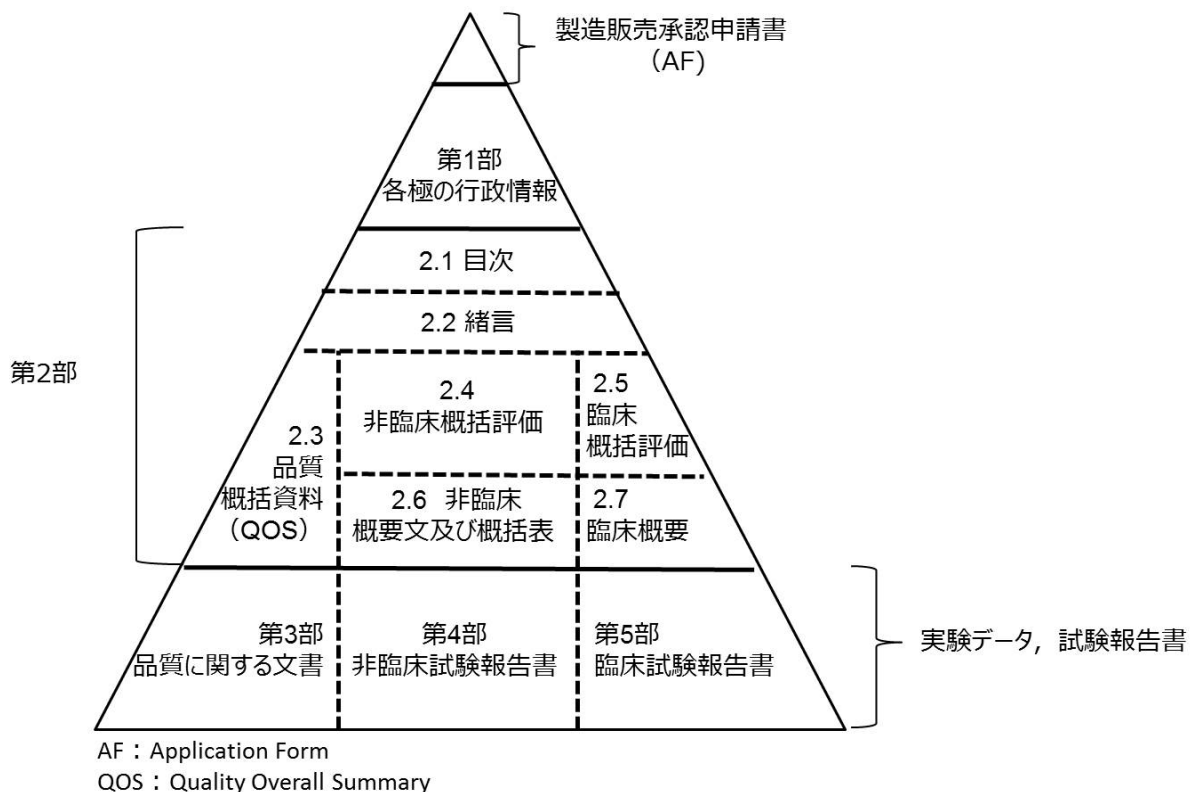 製造販売承認申請書
（AF)
第1部
各極の行政情報
2.1 目次
2.2 緒言
第2部
2.3
品質
概括資料
（QOS）
2.4
非臨床概括評価
2.5
臨床
概括評価
2.6 非臨床
概要文及び概括表
2.7
臨床概要
第3部
品質に関する文書
第4部
非臨床試験報告書
第5部
臨床試験報告書
実験データ, 試験報告書
AF：Application Form
QOS：Quality Overall Summary